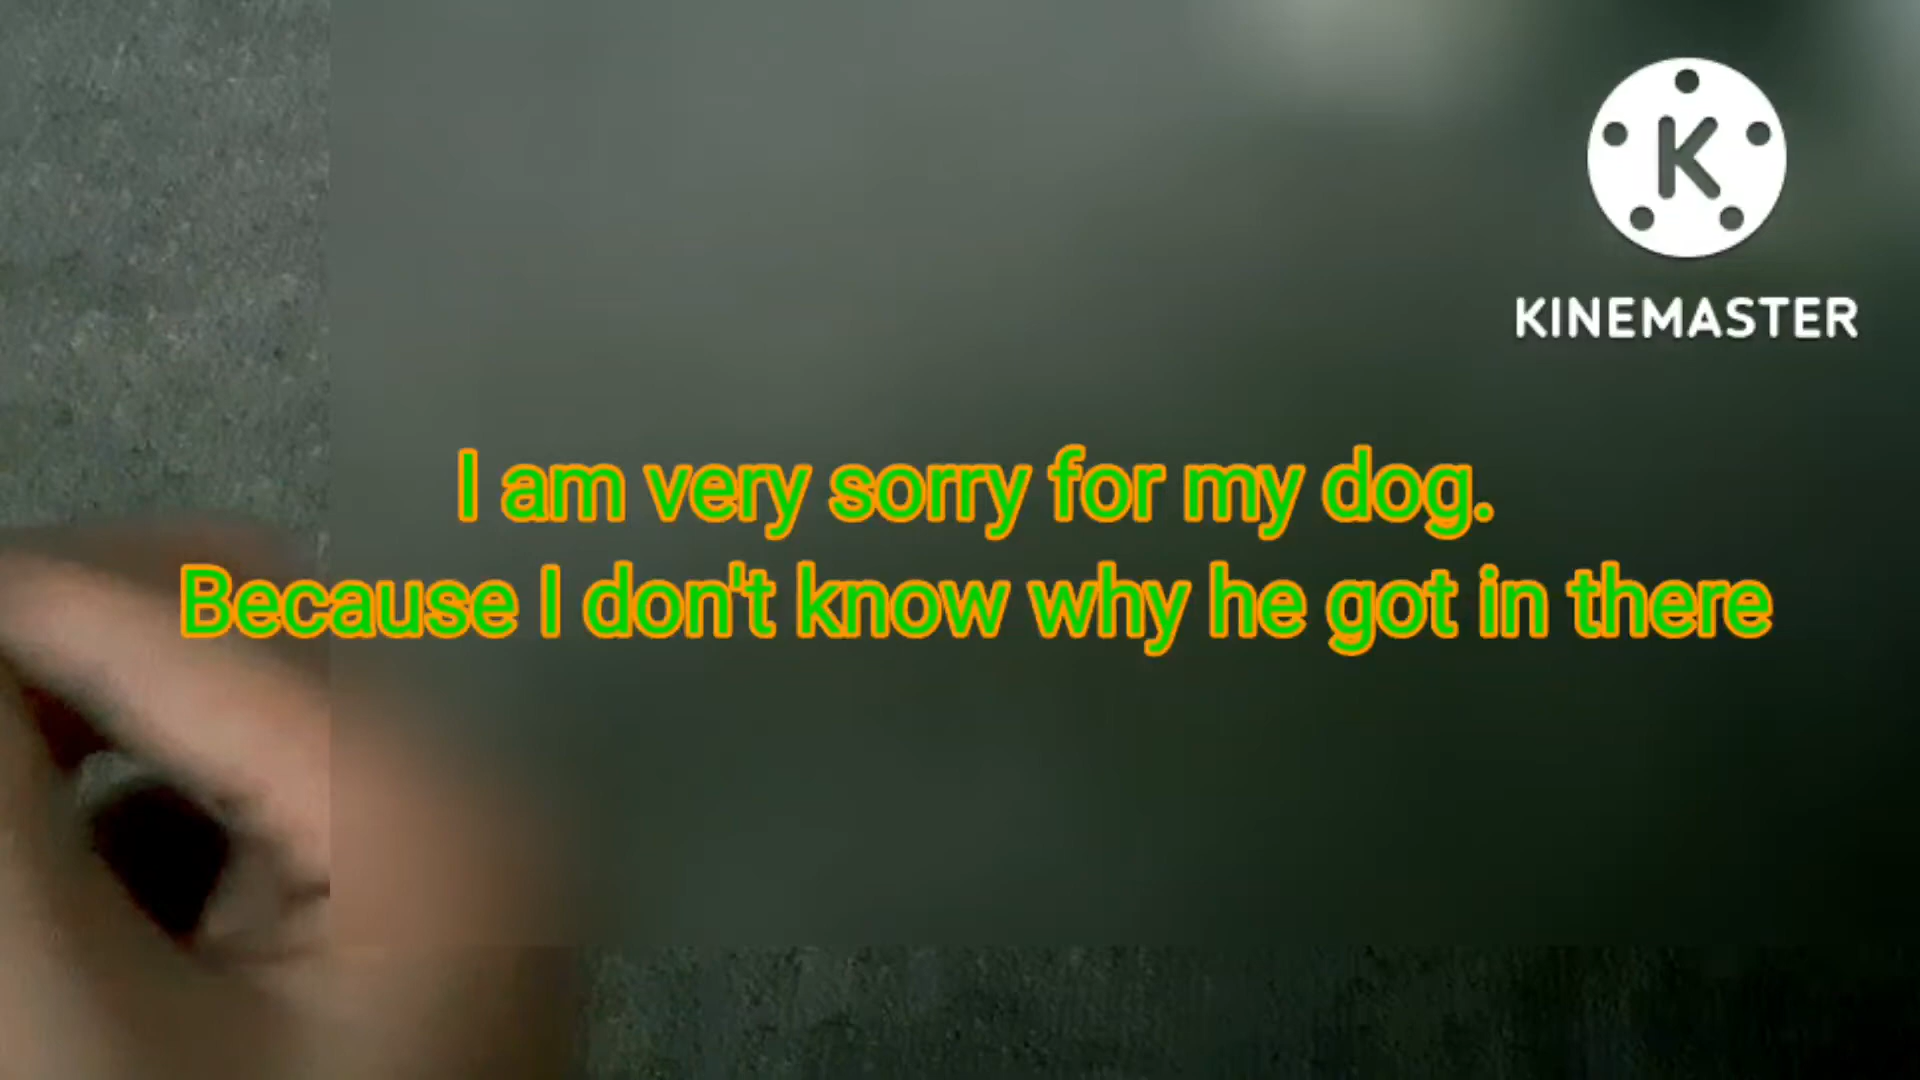 K
KINEMASTER
I am very sorry for my dog.
Because I don't know why he got in there